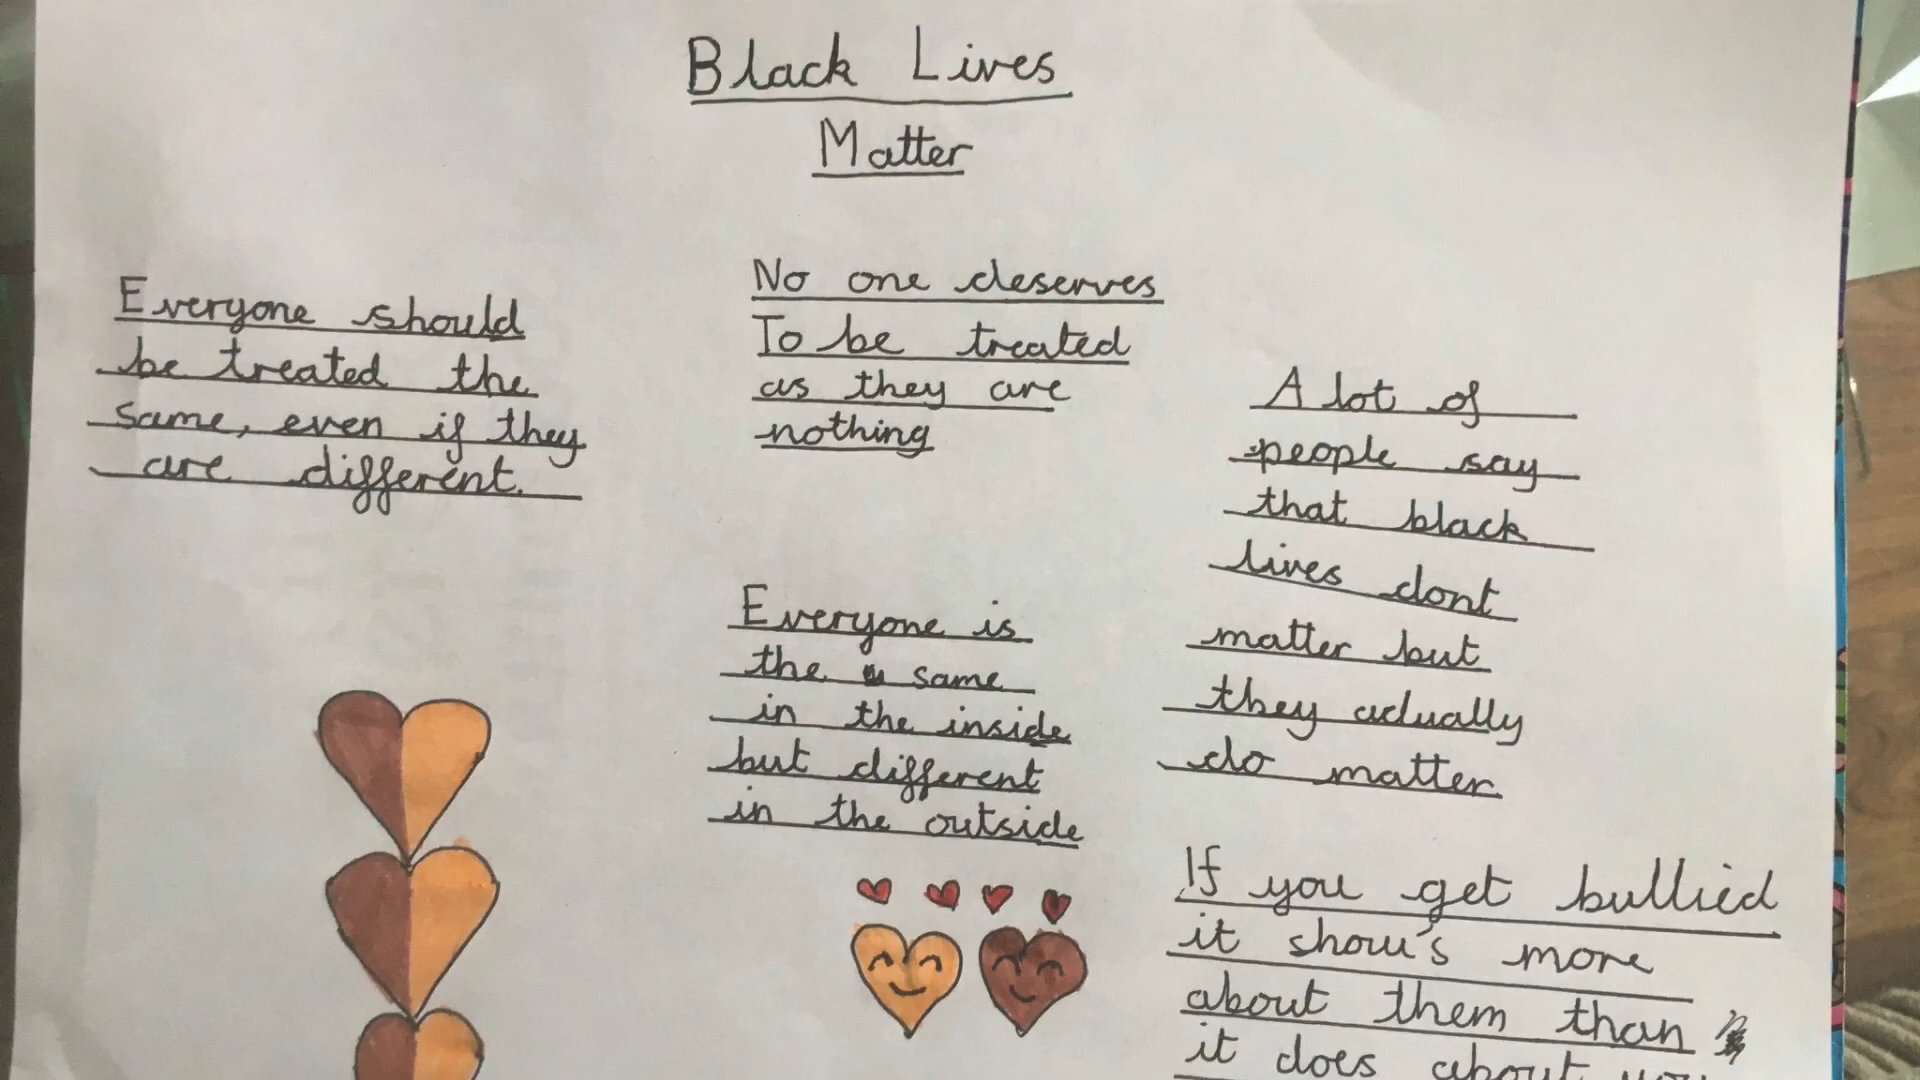 Black Lives
Matter
Everyone should
be treated the
same, even if they
are different.
No one deserves
To be treated
as they are
nothing
Everyone is
the same
in the inside
but different
in the outside
A lot of
people say
that black
lives dont
matter but
they actually
do matter
If you get bullied
it show's more
about them than
it does about you